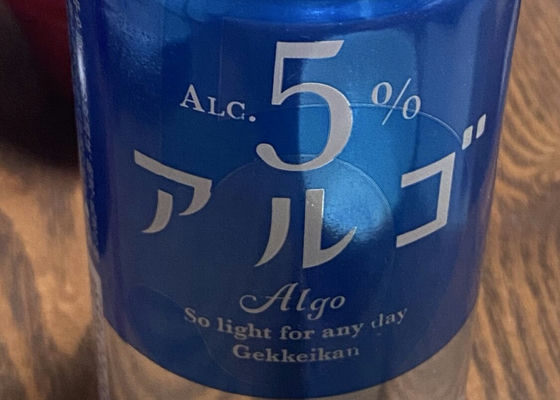 ALC. 5%
アルゴ
Algo
So light for any day
Gekkeikan